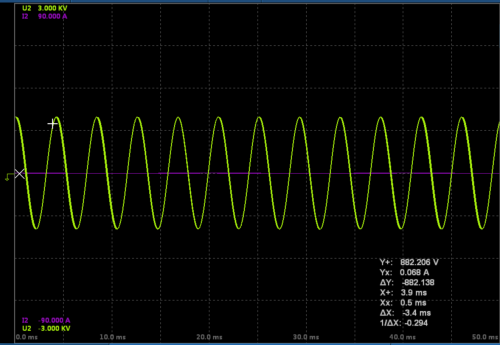 U2 3.000 KV
I2 90.000 A
Y+: 882.206 V
Yx: 0.068 A
ΔY: -882.138
X+: 3.9 ms
Xx: 0.5 ms
ΔX: -3.4 ms
1/ΔX: -0.294
I2 -90.000 A
U2 -3.000 KV
0.0 ms 10.0 ms 20.0 ms 30.0 ms 40.0 ms 50.0 ms